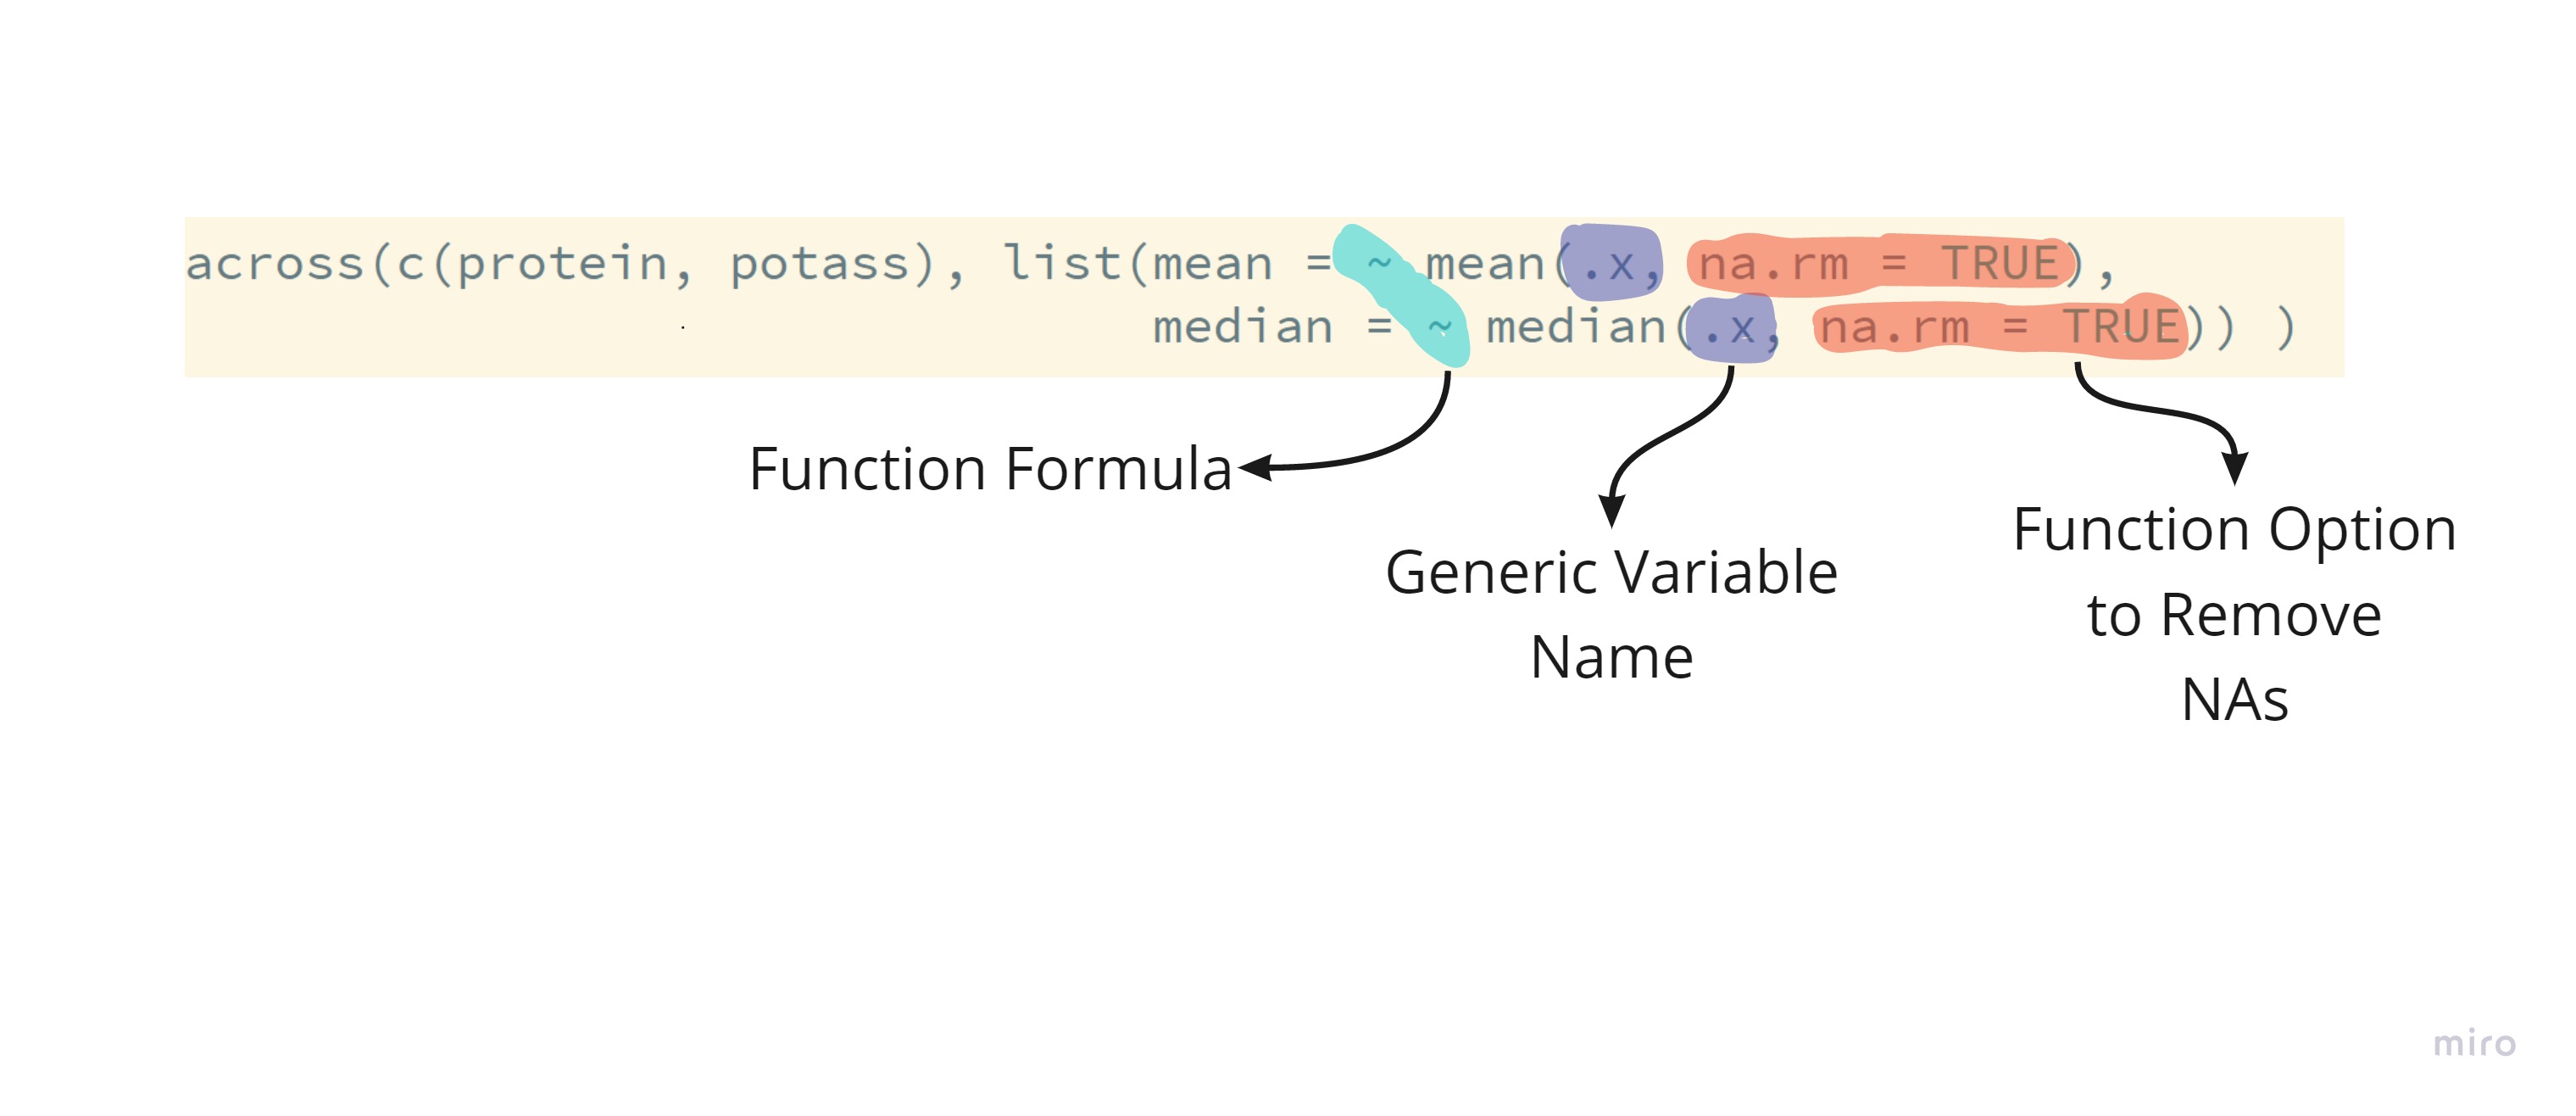 across(c(protein, potass), list(mean = ~ mean(.x, na.rm = TRUE),
median = ~ median(.x, na.rm = TRUE)) )
Function Formula
Generic Variable
Name
Function Option
to Remove
NAs
miro